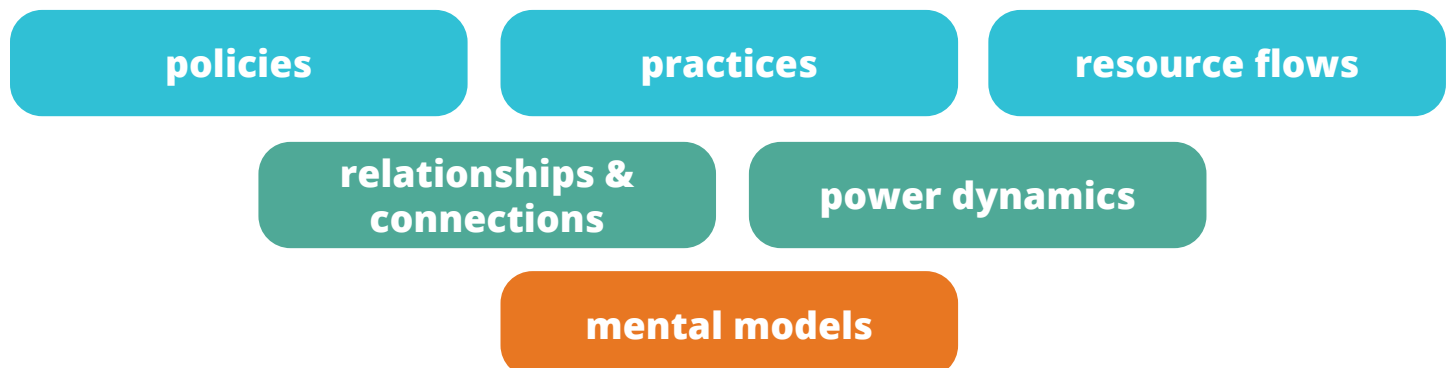 policies
practices
resource flows
relationships &
connections
power dynamics
mental models